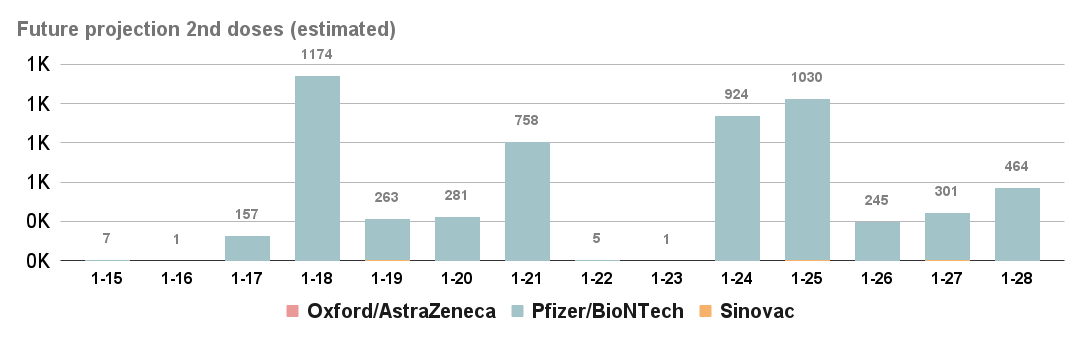 Future projection 2nd doses (estimated)
1K
1K
1K
1K
0K
0K
7
1
157
1174
263
281
758
5
1
924
1030
245
301
464
1-15 1-16 1-17 1-18 1-19 1-20 1-21 1-22 1-23 1-24 1-25 1-26 1-27 1-28
Oxford/AstraZeneca Pfizer/BioNTech Sinovac